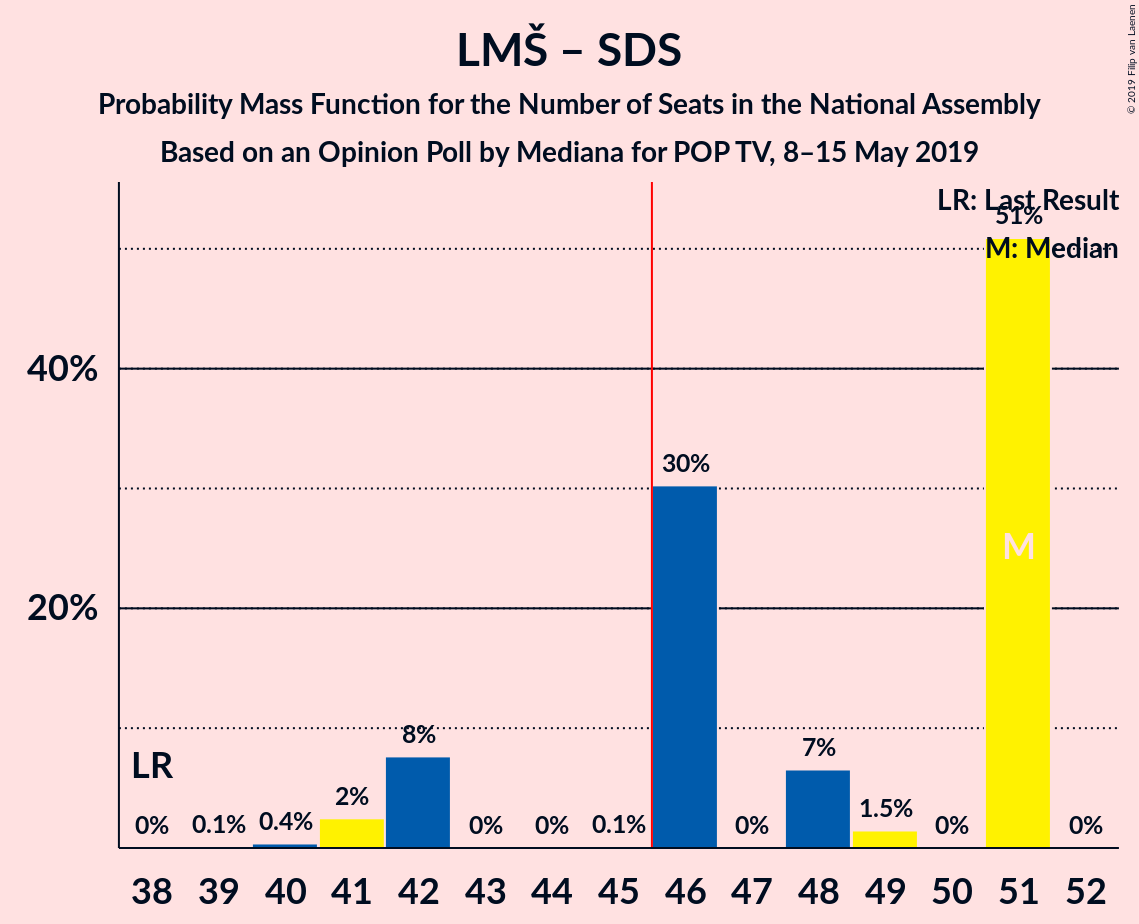 LMŠ – SDS
Probability Mass Function for the Number of Seats in the National Assembly
Based on an Opinion Poll by Mediana for POP TV, 8–15 May 2019
© 2019 Filip van Laenen
LR: Last Result
M: Median
40%
20%
LR
0%
0.1%
0.4%
2%
8%
0%
0%
0.1%
30%
0%
7%
1.5%
0%
51%
M
0%
38 39 40 41 42 43 44 45 46 47 48 49 50 51 52